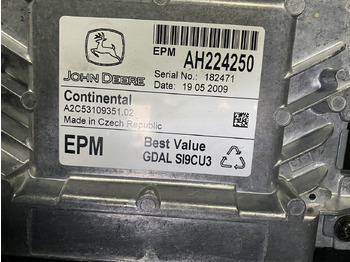 EPM AH224250
JOHN DEERE
Serial No.: 182471
Date: 19 05 2009
Continental
A2C53109351.02
Made in Czech Republic
EPM
Best Value
GDAL SI9CU3